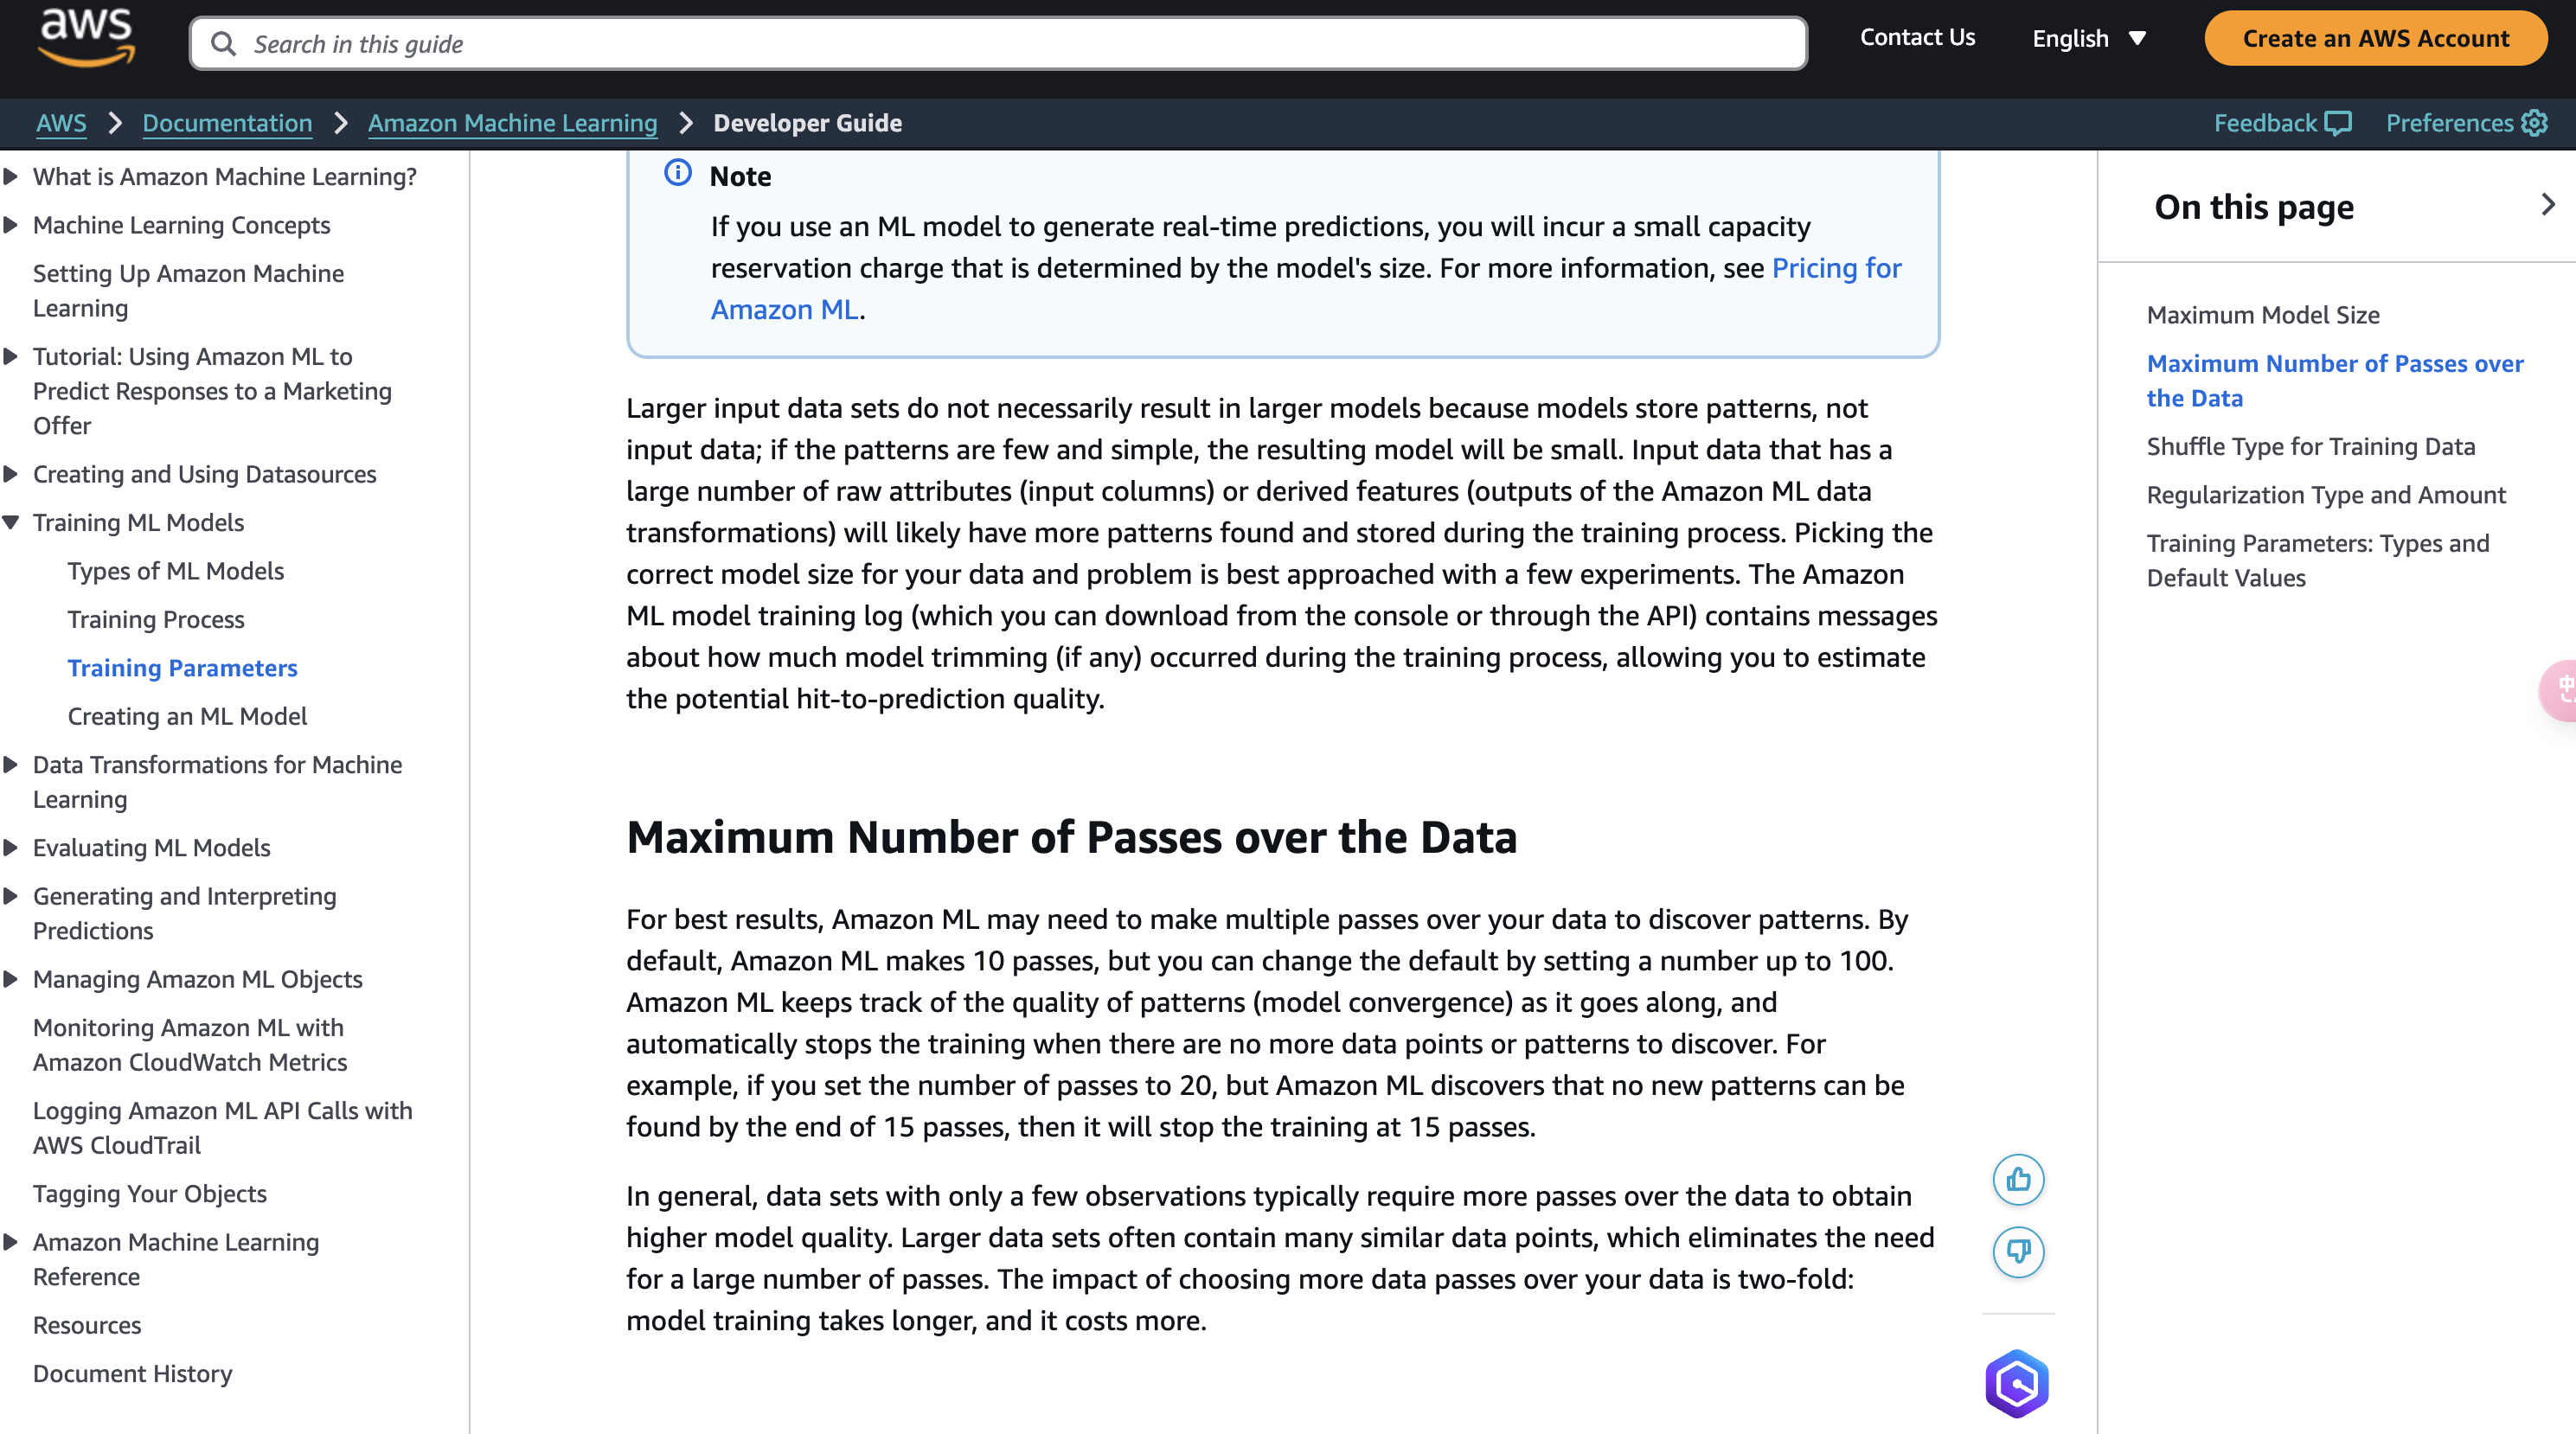 aws
Search in this guide
Contact Us
English
Create an AWS Account
AWS
Documentation
Amazon Machine Learning
Developer Guide
Feedback
Preferences
What is Amazon Machine Learning?
Machine Learning Concepts
Setting Up Amazon Machine
Learning
Tutorial: Using Amazon ML to
Predict Responses to a Marketing
Offer
Creating and Using Datasources
Training ML Models
Types of ML Models
Training Process
Training Parameters
Creating an ML Model
Data Transformations for Machine
Learning
Evaluating ML Models
Generating and Interpreting
Predictions
Managing Amazon ML Objects
Monitoring Amazon ML with
Amazon CloudWatch Metrics
Logging Amazon ML API Calls with
AWS CloudTrail
Tagging Your Objects
Amazon Machine Learning
Reference
Resources
Document History
Note
If you use an ML model to generate real-time predictions, you will incur a small capacity
reservation charge that is determined by the model's size. For more information, see Pricing for
Amazon ML.
Larger input data sets do not necessarily result in larger models because models store patterns, not
input data; if the patterns are few and simple, the resulting model will be small. Input data that has a
large number of raw attributes (input columns) or derived features (outputs of the Amazon ML data
transformations) will likely have more patterns found and stored during the training process. Picking the
correct model size for your data and problem is best approached with a few experiments. The Amazon
ML model training log (which you can download from the console or through the API) contains messages
about how much model trimming (if any) occurred during the training process, allowing you to estimate
the potential hit-to-prediction quality.
Maximum Number of Passes over the Data
For best results, Amazon ML may need to make multiple passes over your data to discover patterns. By
default, Amazon ML makes 10 passes, but you can change the default by setting a number up to 100.
Amazon ML keeps track of the quality of patterns (model convergence) as it goes along, and
automatically stops the training when there are no more data points or patterns to discover. For
example, if you set the number of passes to 20, but Amazon ML discovers that no new patterns can be
found by the end of 15 passes, then it will stop the training at 15 passes.
In general, data sets with only a few observations typically require more passes over the data to obtain
higher model quality. Larger data sets often contain many similar data points, which eliminates the need
for a large number of passes. The impact of choosing more data passes over your data is two-fold:
model training takes longer, and it costs more.
On this page
Maximum Model Size
Maximum Number of Passes over
the Data
Shuffle Type for Training Data
Regularization Type and Amount
Training Parameters: Types and
Default Values
中